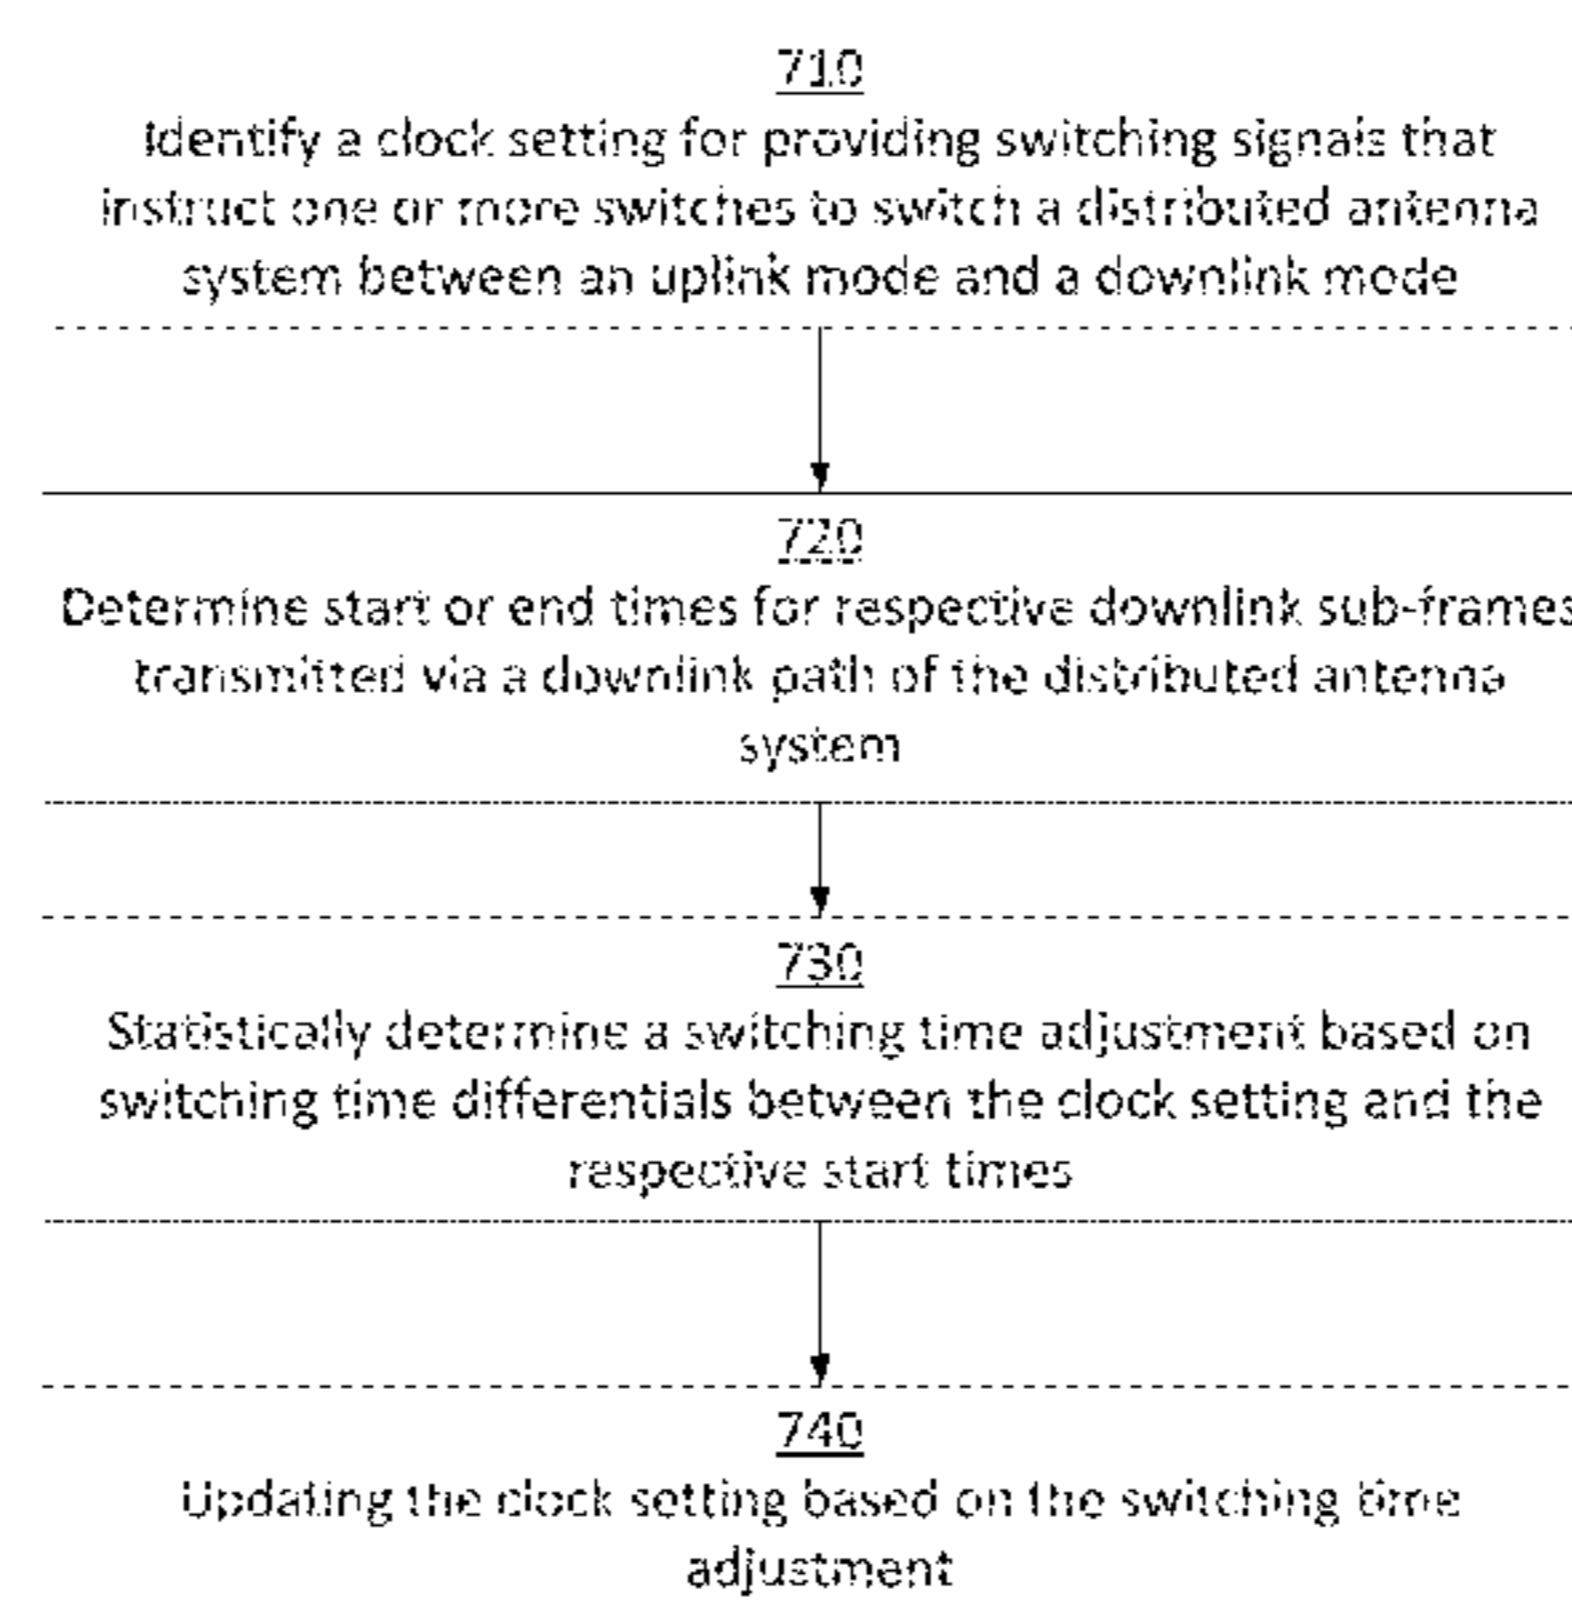 710
Identify a clock setting for providing switching signals that
instruct one or more switches to switch a distributed antenna
system between an uplink mode and a downlink mode
720
Determine start or end times for respective downlink sub-frames
transmitted via a downlink path of the distributed antenna
system
730
Statistically determine a switching time adjustment based on
switching time differentials between the clock setting and the
respective start times
740
Updating the clock setting based on the switching time
adjustment